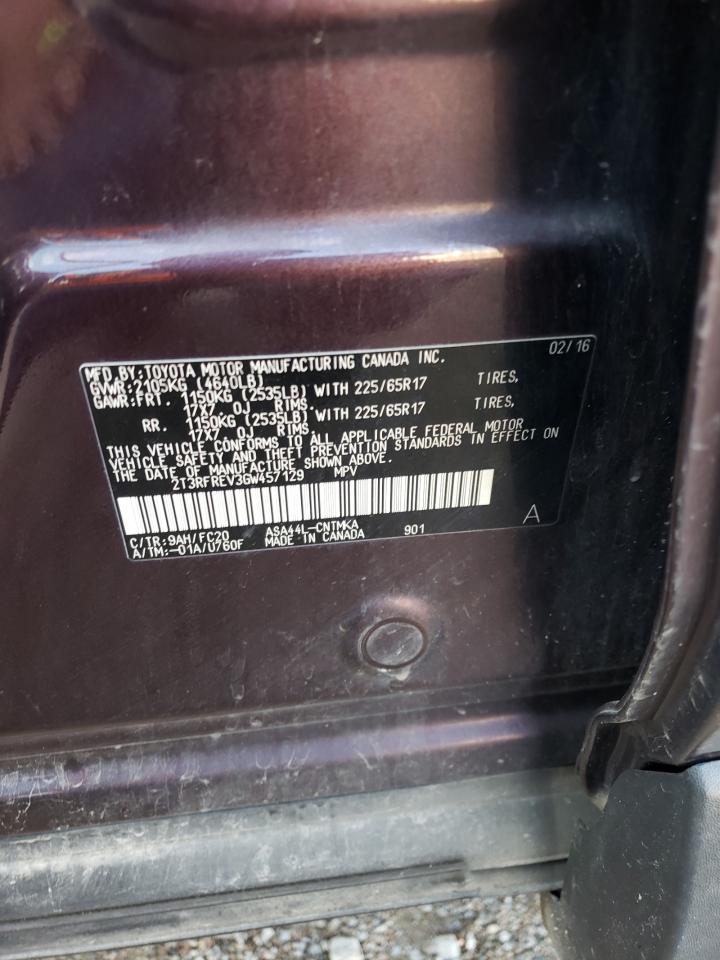 MFD BY:TOYOTA MOTOR MANUFACTURING CANADA INC. 02/16
GVWR:2105KG (4640LB)
GAWR:FRT. 1150KG (2535LB) WITH 225/65R17 TIRES,
17X7 0J RIMS.
RR. 1150KG (2535LB) WITH 225/65R17 TIRES,
17X7 0J RIMS.
THIS VEHICLE CONFORMS TO ALL APPLICABLE FEDERAL MOTOR
VEHICLE SAFETY AND THEFT PREVENTION STANDARDS IN EFFECT ON
THE DATE OF MANUFACTURE SHOWN ABOVE.
2T3RFREV3GW457129 MPV
A
C/TR:9AH/FC20 ASA44L-CNTMKA 901
A/TM:-01A/U760F MADE IN CANADA